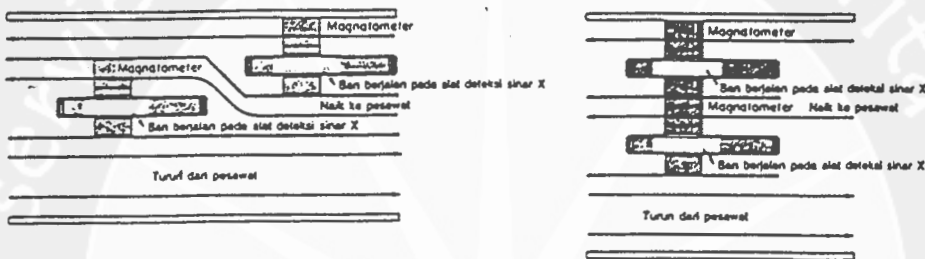 Magnatometer
Magnatometer
Ban berjalan pada alat deteksi sinar X
Naik ke pesawat
Ban berjalan pada alat deteksi sinar X
Turun dari pesawat
Magnatometer
Ban berjalan pada alat deteksi sinar X
Magnatometer Naik ke pesawat
Ban berjalan pada alat deteksi sinar X
Turun dari pesawat